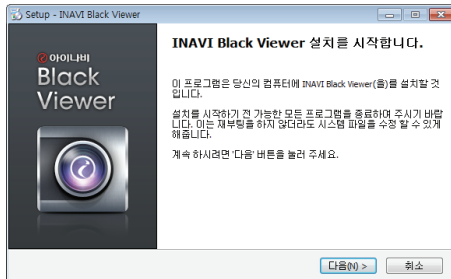 Setup - INAVI Black Viewer
아이나비
Black
Viewer
INAVI Black Viewer 설치를 시작합니다.
이 프로그램은 당신의 컴퓨터에 INAVI Black Viewer(을)를 설치할 것
입니다.
설치를 시작하기 전 가능한 모든 프로그램을 종료하여 주시기 바랍
니다. 이는 재부팅을 하지 않더라도 시스템 파일을 수정 할 수 있게
해줍니다.
계속 하시려면 '다음' 버튼을 눌러 주세요.
다음(N) >
취소